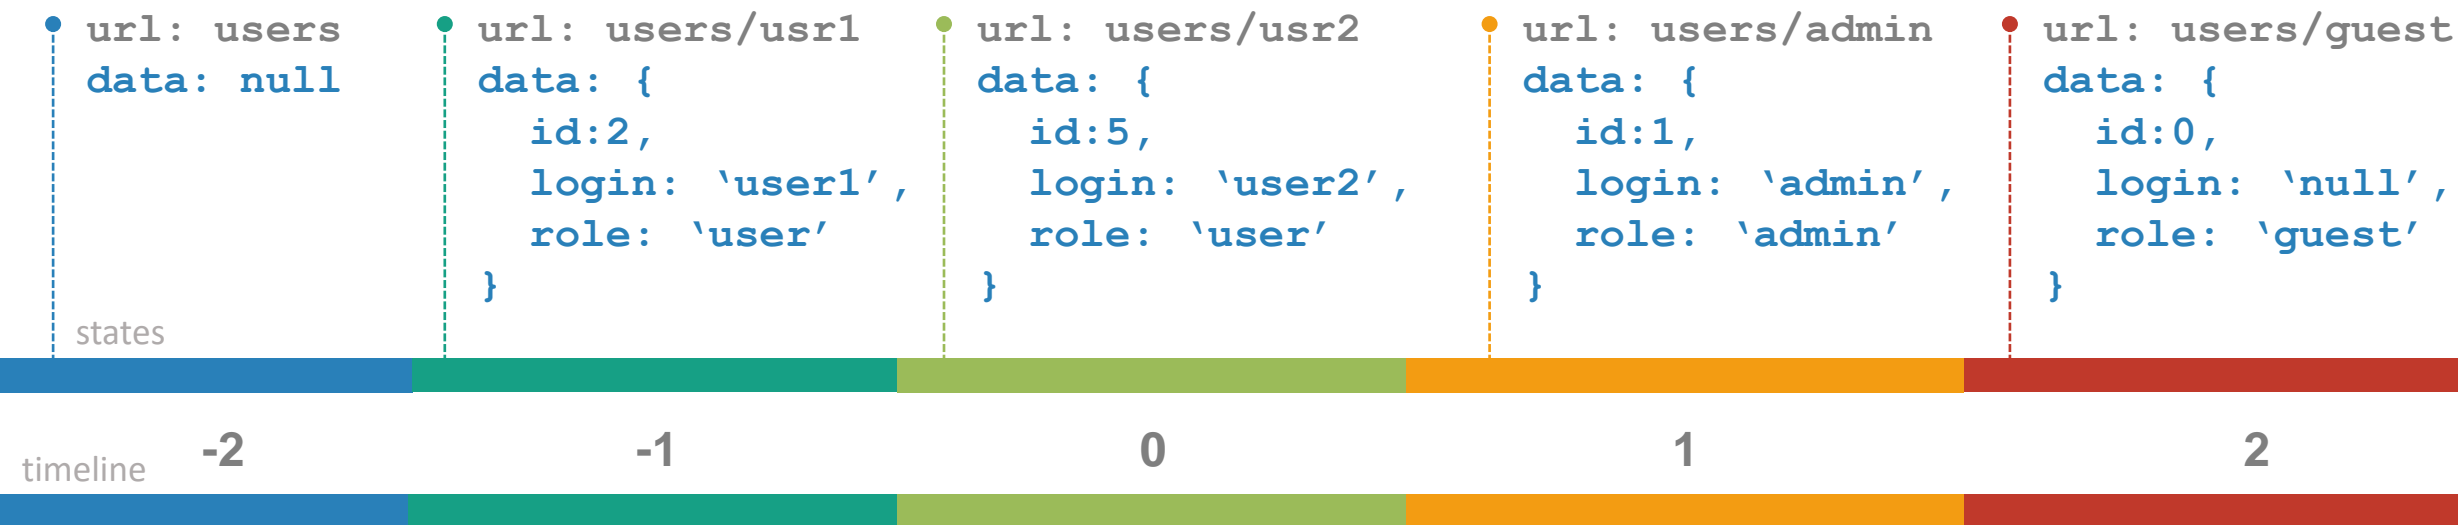 url: users
data: null
url: users/usr1
data: {
id:2,
login: ‘user1’,
role: ‘user’
}
url: users/usr2
data: {
id:5,
login: ‘user2’,
role: ‘user’
}
url: users/admin
data: {
id:1,
login: ‘admin’,
role: ‘admin’
}
url: users/guest
data: {
id:0,
login: ‘null’,
role: ‘guest’
}
states
timeline
-2
-1
0
1
2